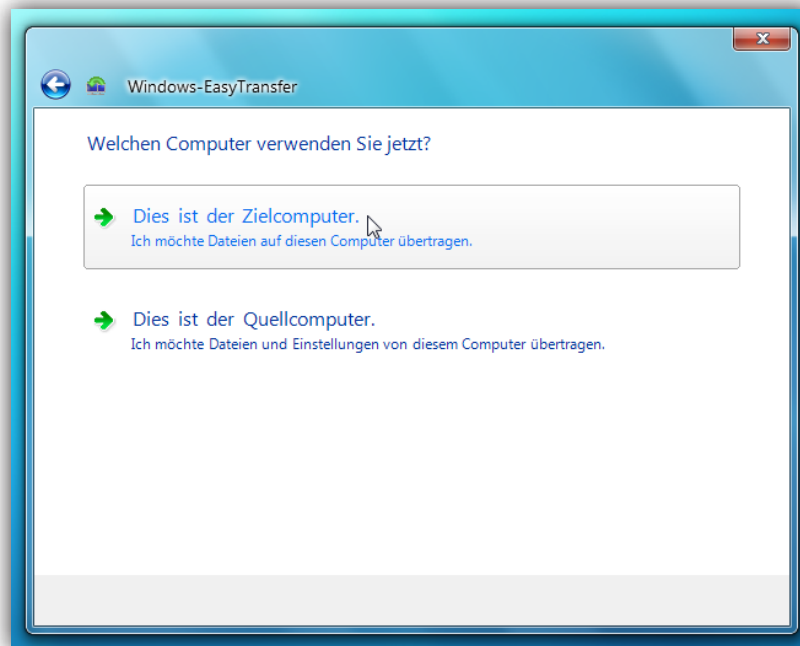 Windows-EasyTransfer
Welchen Computer verwenden Sie jetzt?
Dies ist der Zielcomputer.
Ich möchte Dateien auf diesen Computer übertragen.
Dies ist der Quellcomputer.
Ich möchte Dateien und Einstellungen von diesem Computer übertragen.